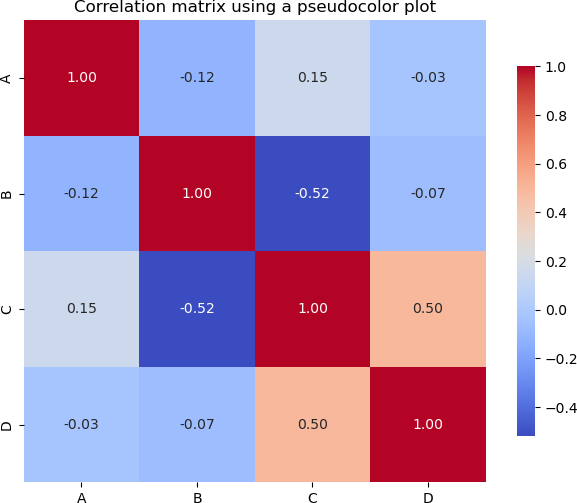 Correlation matrix using a pseudocolor plot
A 1.00 -0.12 0.15 -0.03
B -0.12 1.00 -0.52 -0.07
C 0.15 -0.52 1.00 0.50
D -0.03 -0.07 0.50 1.00
A B C D
1.0
0.8
0.6
0.4
0.2
0.0
−0.2
−0.4